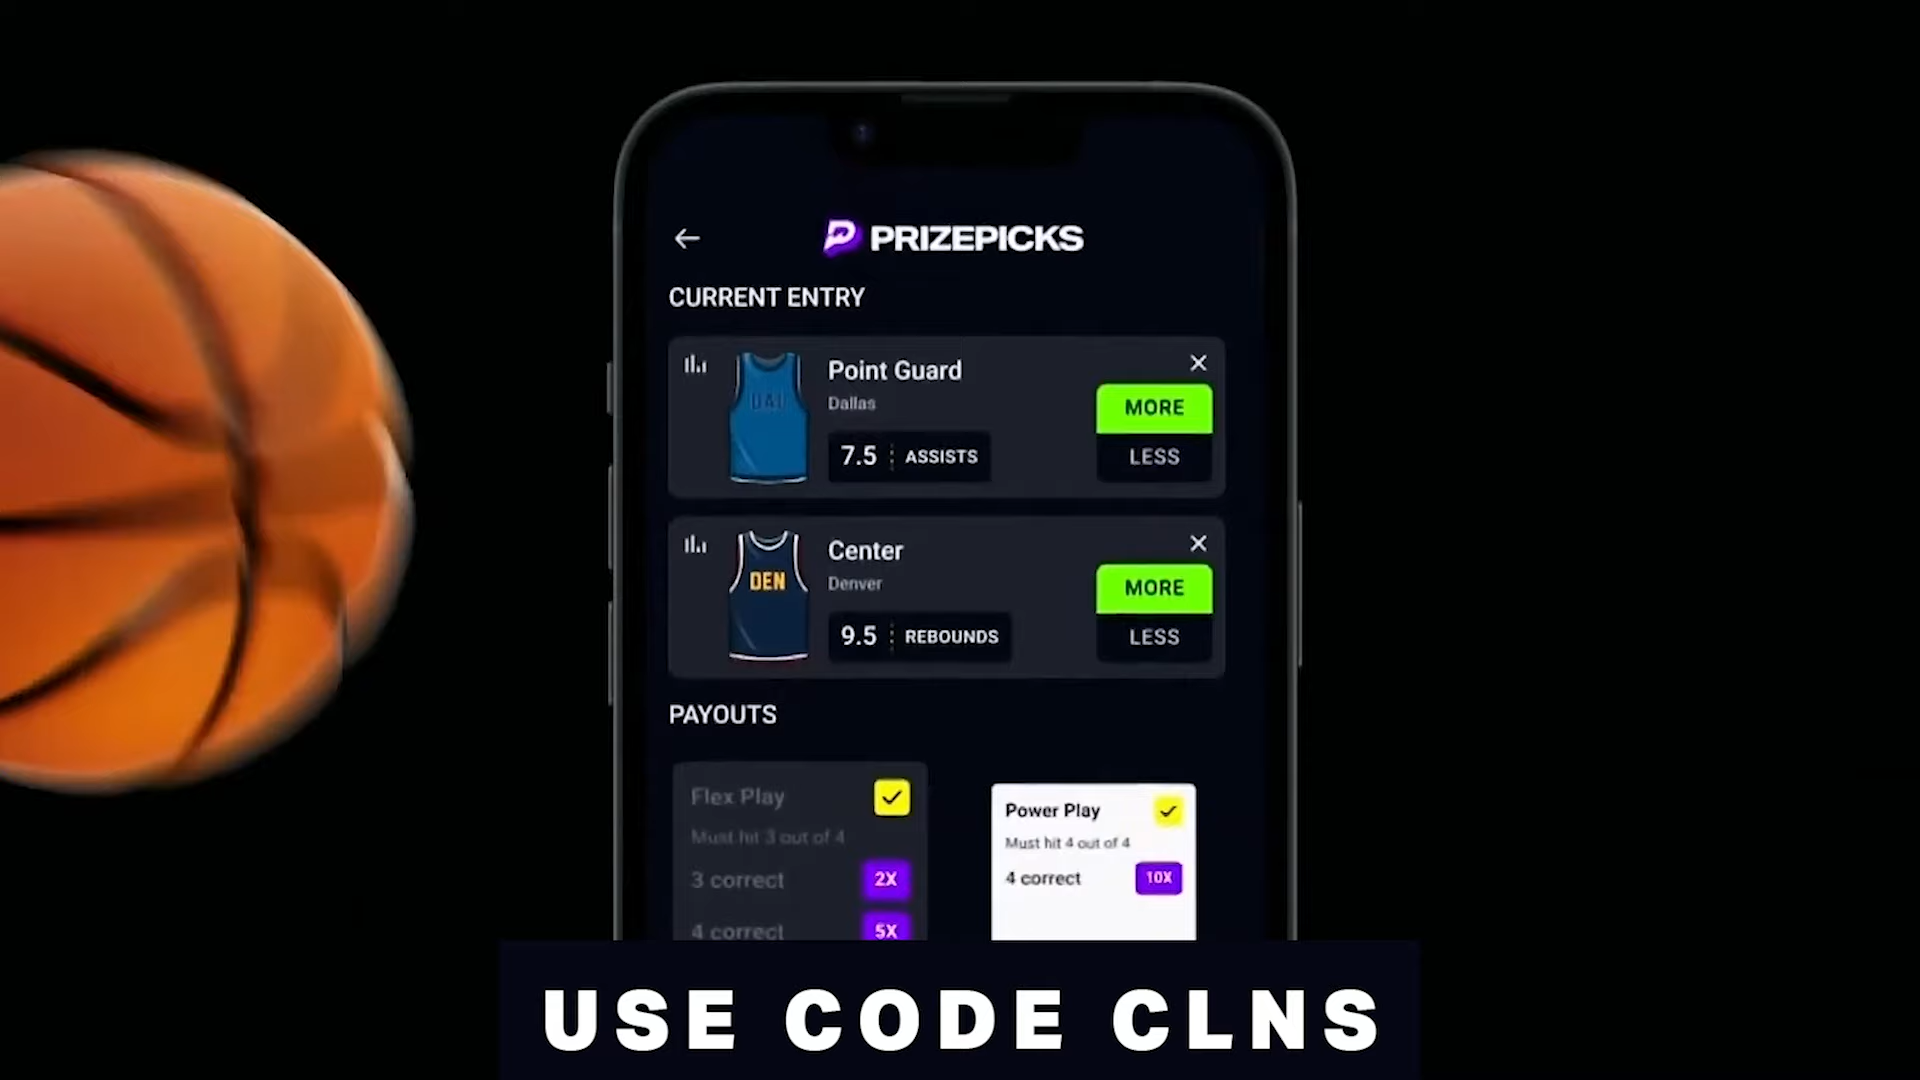 PRIZEPICKS
CURRENT ENTRY
DAL
Point Guard
Dallas
7.5 ASSISTS
MORE
LESS
DEN
Center
Denver
9.5 REBOUNDS
MORE
LESS
PAYOUTS
Flex Play
Must hit 3 out of 4
3 correct 2X
4 correct 5X
Power Play
Must hit 4 out of 4
4 correct 10X
USE CODE CLNS